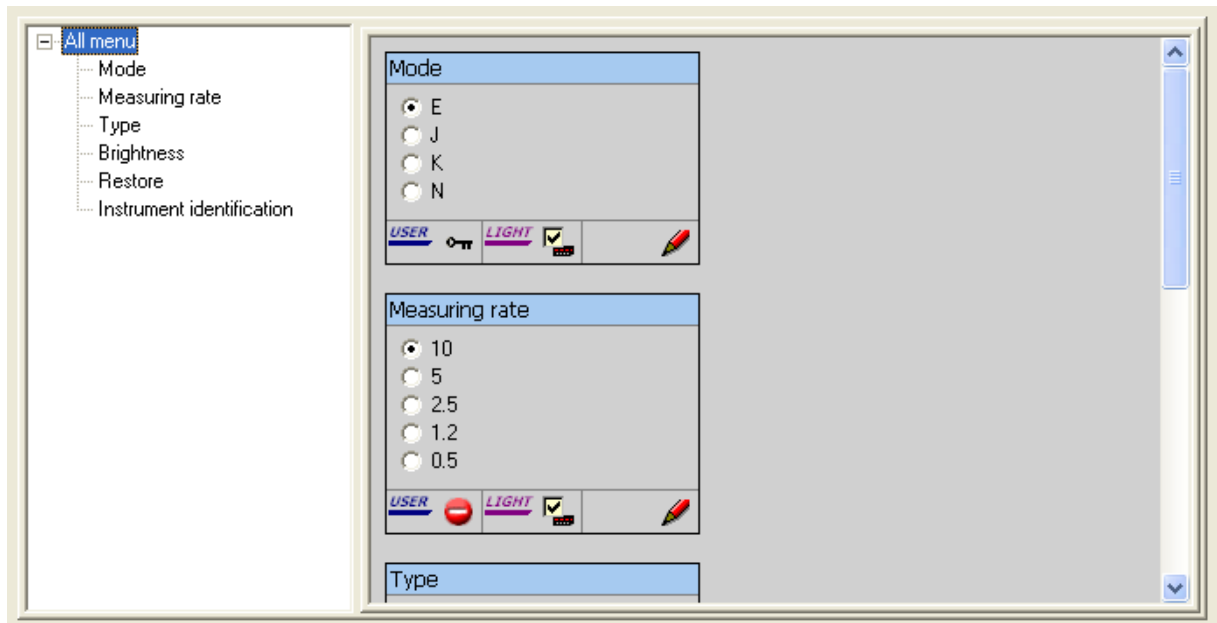 All menu
Mode
Measuring rate
Type
Brightness
Restore
Instrument identification
Mode
E
J
K
N
USER LIGHT
Measuring rate
10
5
2.5
1.2
0.5
USER LIGHT
Type